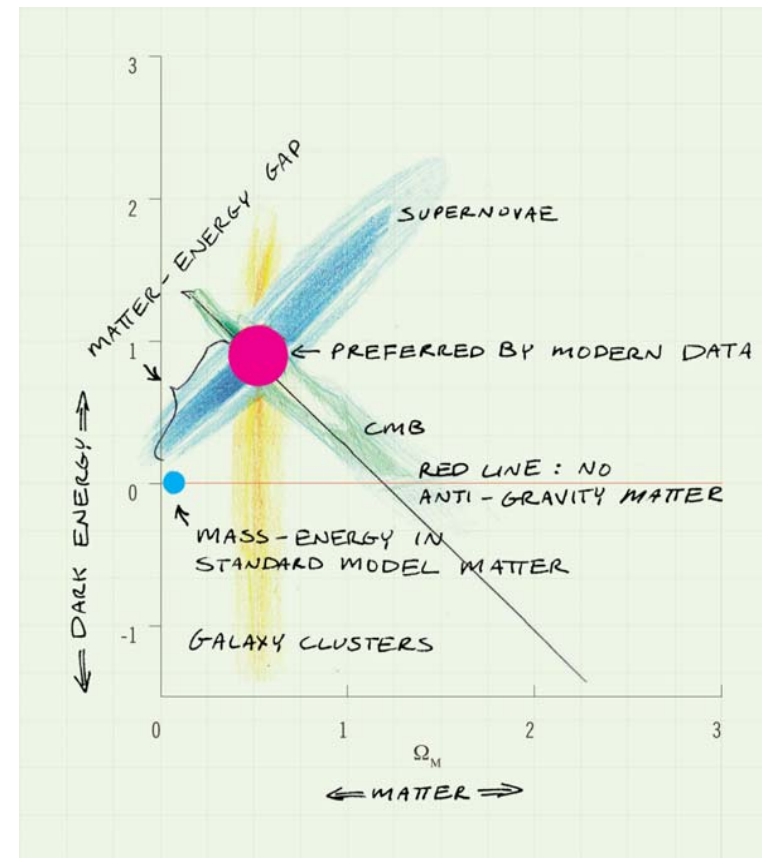 3
MATTER-ENERGY GAP
2
SUPERNOVAE
1
PREFERRED BY MODERN DATA
CMB
RED LINE: NO
ANTI-GRAVITY MATTER
0
MASS-ENERGY IN
STANDARD MODEL MATTER
DARK ENERGY
-1
GALAXY CLUSTERS
0 1 2 3
Ω_M
MATTER